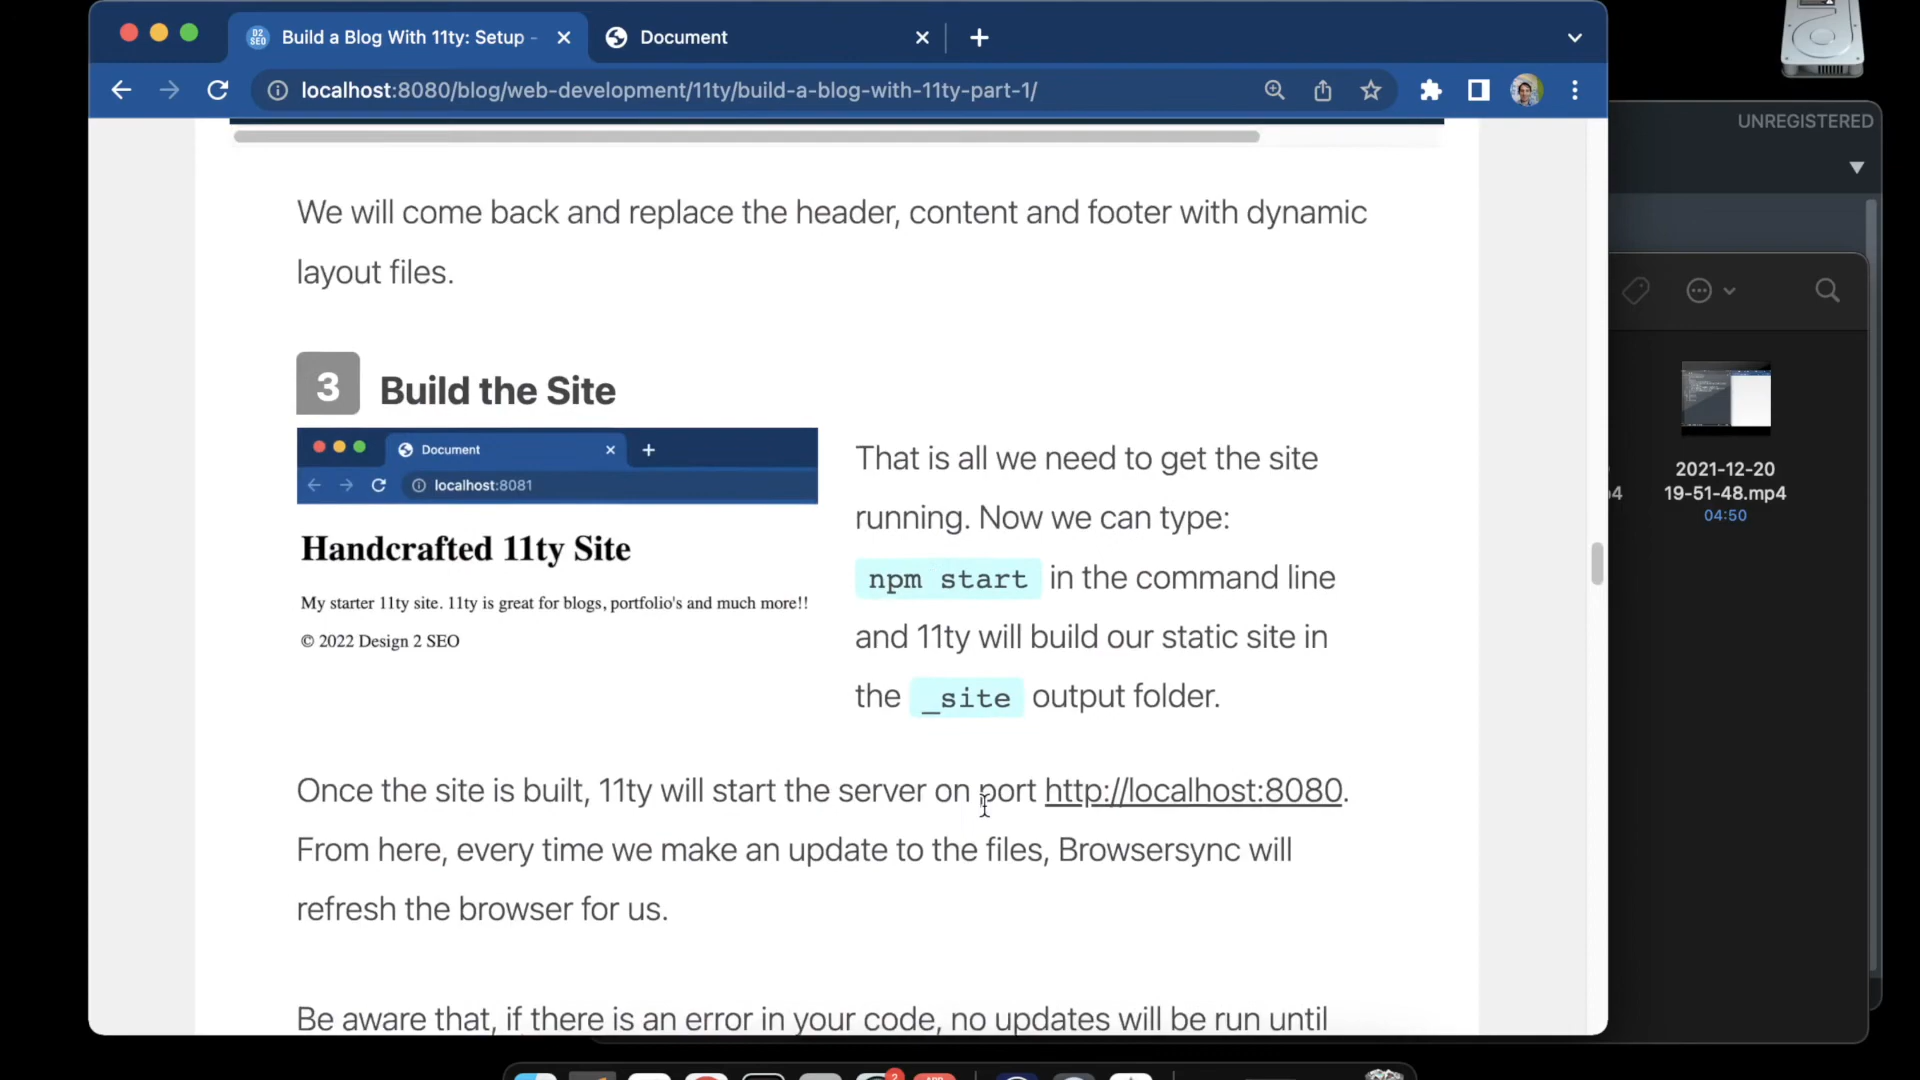 D2
SEO
Build a Blog With 11ty: Setup -
Document
localhost:8080/blog/web-development/11ty/build-a-blog-with-11ty-part-1/
UNREGISTERED
We will come back and replace the header, content and footer with dynamic
layout files.
3 Build the Site
Document
localhost:8081
Handcrafted 11ty Site
My starter 11ty site. 11ty is great for blogs, portfolio's and much more!!
© 2022 Design 2 SEO
That is all we need to get the site
running. Now we can type:
npm start in the command line
and 11ty will build our static site in
the _site output folder.
2021-12-20
19-51-48.mp4
04:50
Once the site is built, 11ty will start the server on port http://localhost:8080.
From here, every time we make an update to the files, Browsersync will
refresh the browser for us.
Be aware that, if there is an error in your code, no updates will be run until
2